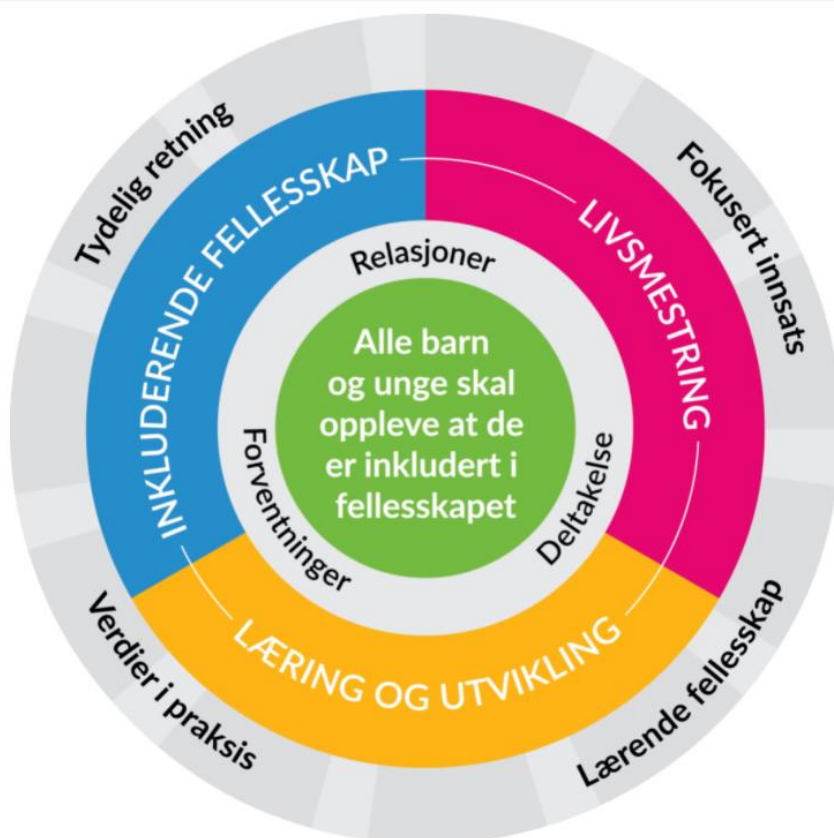 Tydelig retning
Fokusert innsats
INKLUDERENDE FELLESSKAP
LIVSMESTRING
Relasjoner
Alle barn
og unge skal
oppleve at de
er inkludert i
fellesskapet
Forventninger
Deltakelse
LÆRING OG UTVIKLING
Verdier i praksis
Lærende fellesskap